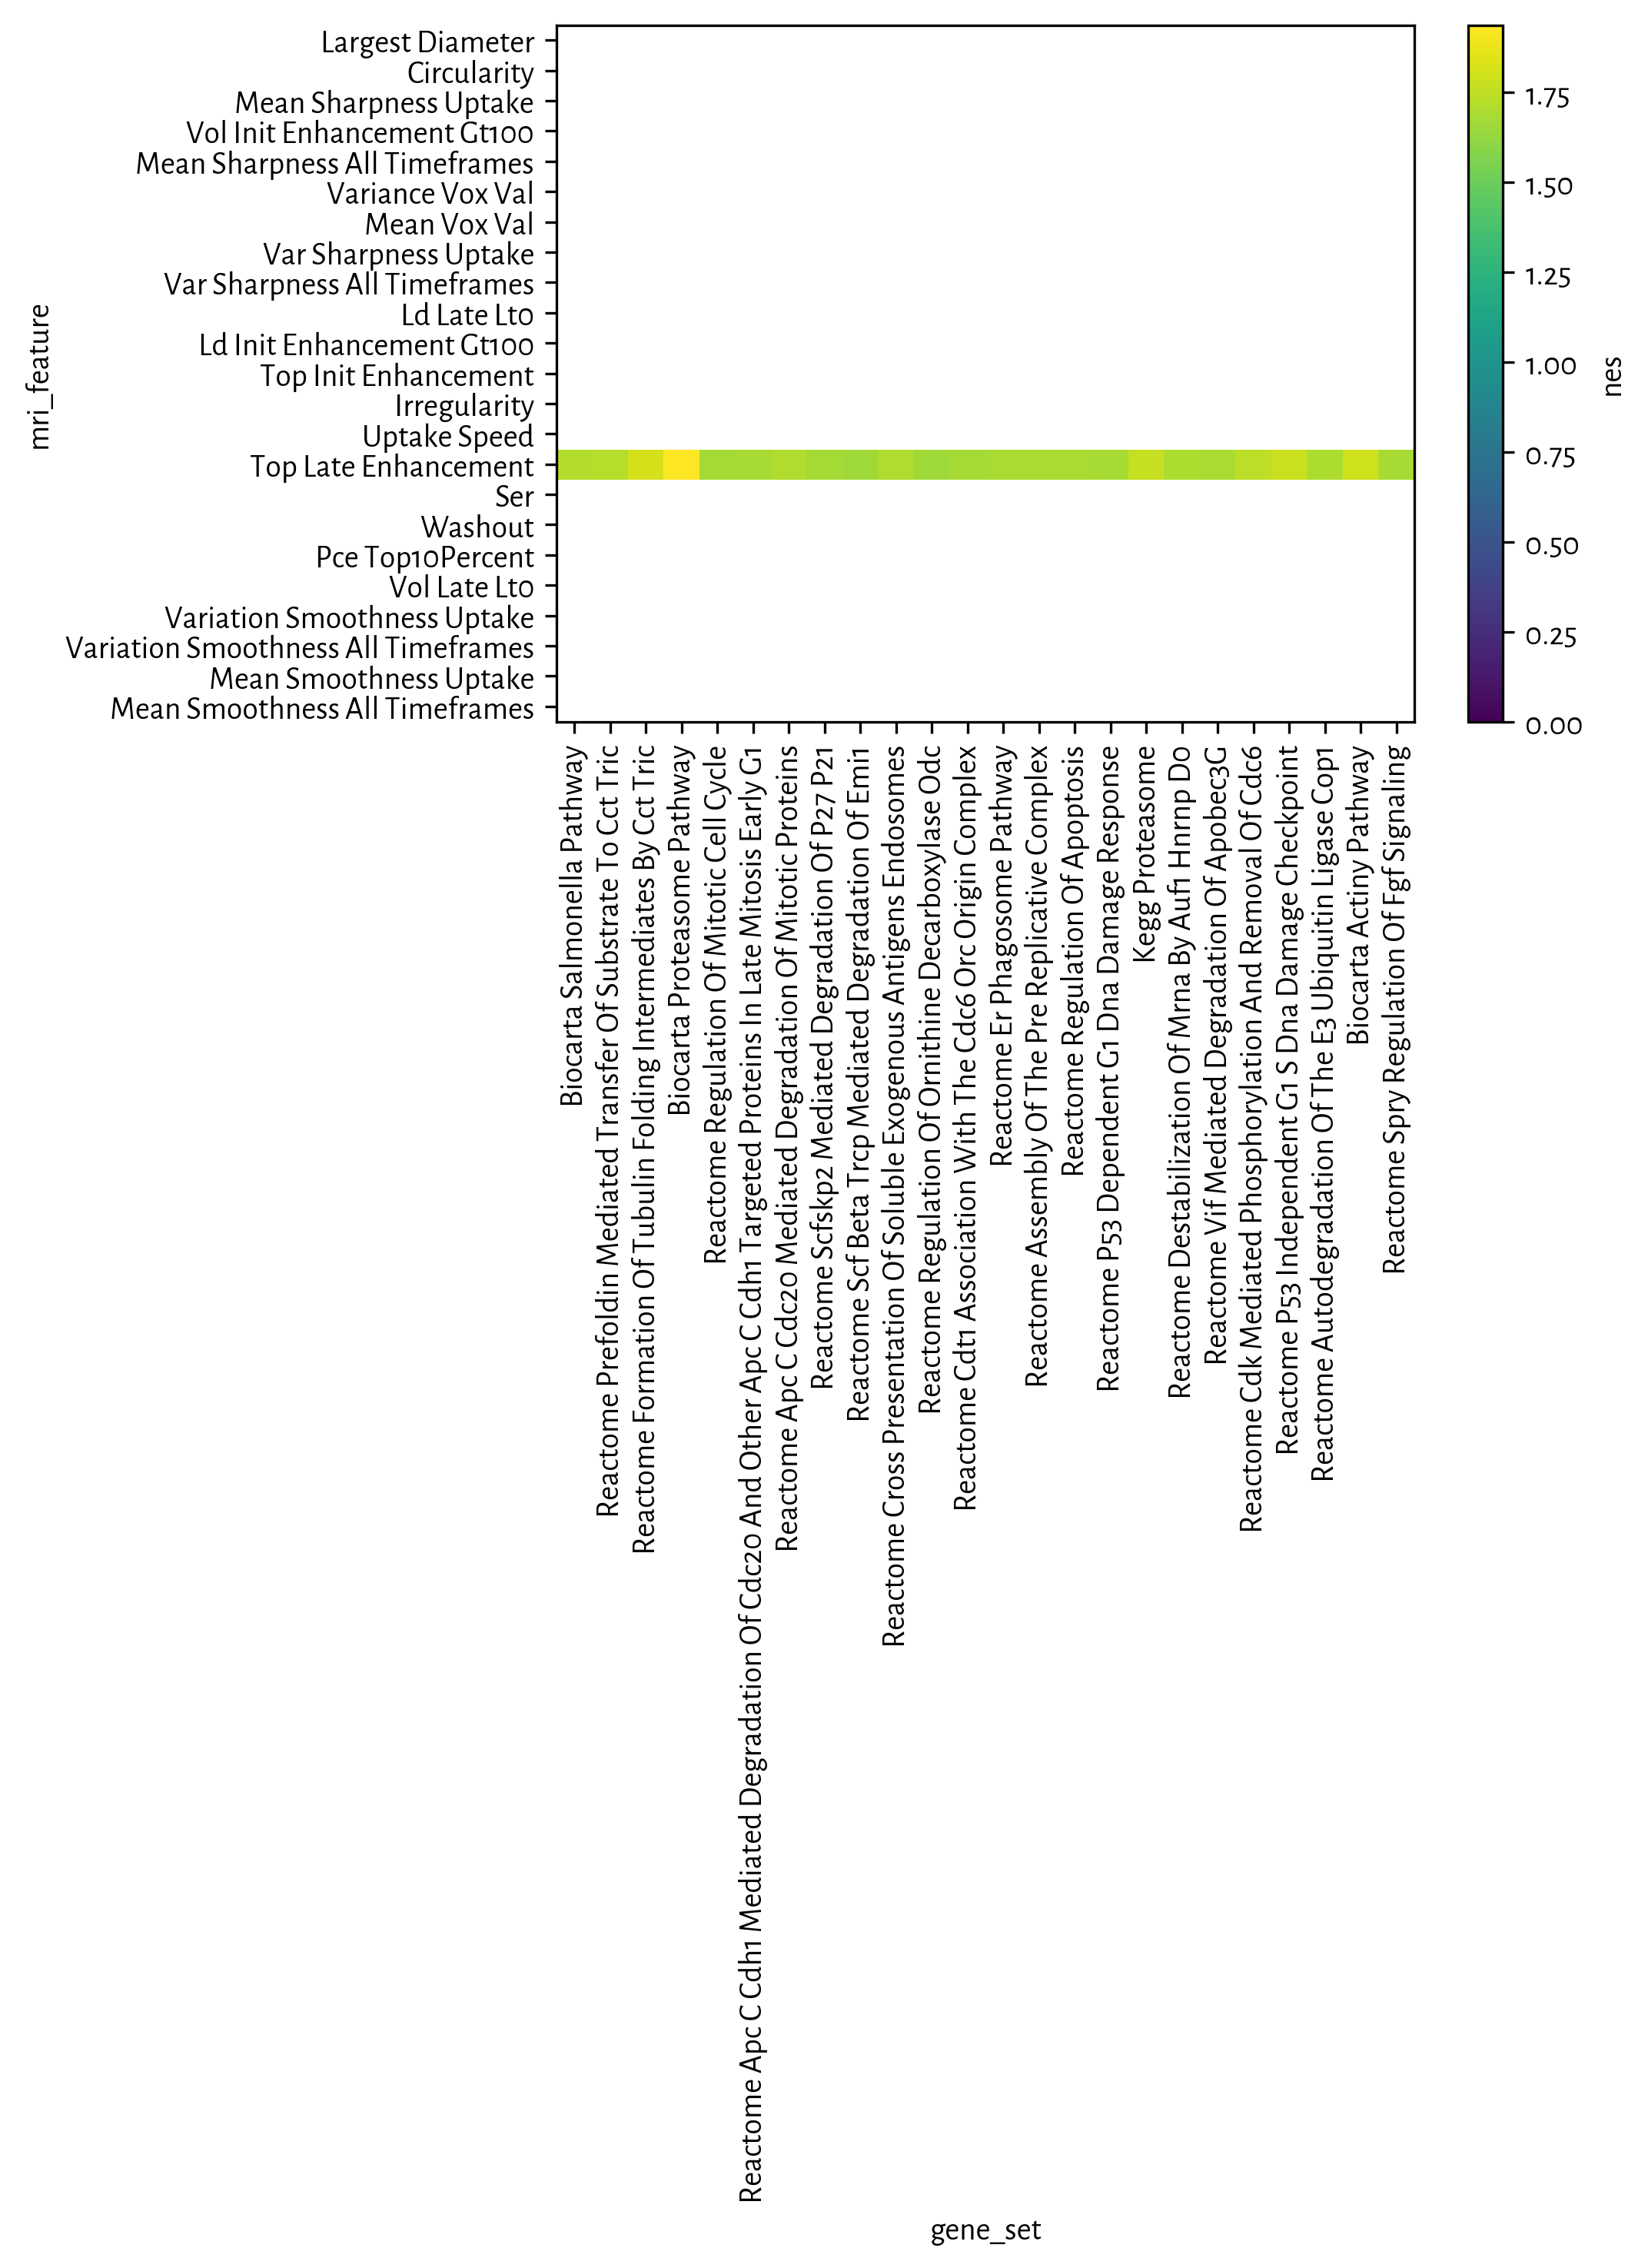 mri_feature
Largest Diameter
Circularity
Mean Sharpness Uptake
Vol Init Enhancement Gt100
Mean Sharpness All Timeframes
Variance Vox Val
Mean Vox Val
Var Sharpness Uptake
Var Sharpness All Timeframes
Ld Late Lt0
Ld Init Enhancement Gt100
Top Init Enhancement
Irregularity
Uptake Speed
Top Late Enhancement
Ser
Washout
Pce Top10Percent
Vol Late Lt0
Variation Smoothness Uptake
Variation Smoothness All Timeframes
Mean Smoothness Uptake
Mean Smoothness All Timeframes
1.75
1.50
1.25
1.00
0.75
0.50
0.25
0.00
nes
Biocarta Salmonella Pathway
Reactome Prefoldin Mediated Transfer Of Substrate To Cct Tric
Reactome Formation Of Tubulin Folding Intermediates By Cct Tric
Biocarta Proteasome Pathway
Reactome Regulation Of Mitotic Cell Cycle
Reactome Apc C Cdh1 Mediated Degradation Of Cdc20 And Other Apc C Cdh1 Targeted Proteins In Late Mitosis Early G1
Reactome Apc C Cdc20 Mediated Degradation Of Mitotic Proteins
Reactome Scfskp2 Mediated Degradation Of P27 P21
Reactome Scf Beta Trcp Mediated Degradation Of Emi1
Reactome Cross Presentation Of Soluble Exogenous Antigens Endosomes
Reactome Regulation Of Ornithine Decarboxylase Odc
Reactome Cdt1 Association With The Cdc6 Orc Origin Complex
Reactome Er Phagosome Pathway
Reactome Assembly Of The Pre Replicative Complex
Reactome Regulation Of Apoptosis
Reactome P53 Dependent G1 Dna Damage Response
Kegg Proteasome
Reactome Destabilization Of Mrna By Auf1 Hnrnp D0
Reactome Vif Mediated Degradation Of Apobec3G
Reactome Cdk Mediated Phosphorylation And Removal Of Cdc6
Reactome P53 Independent G1 S Dna Damage Checkpoint
Reactome Autodegradation Of The E3 Ubiquitin Ligase Cop1
Biocarta Actiny Pathway
Reactome Spry Regulation Of Fgf Signaling
gene_set